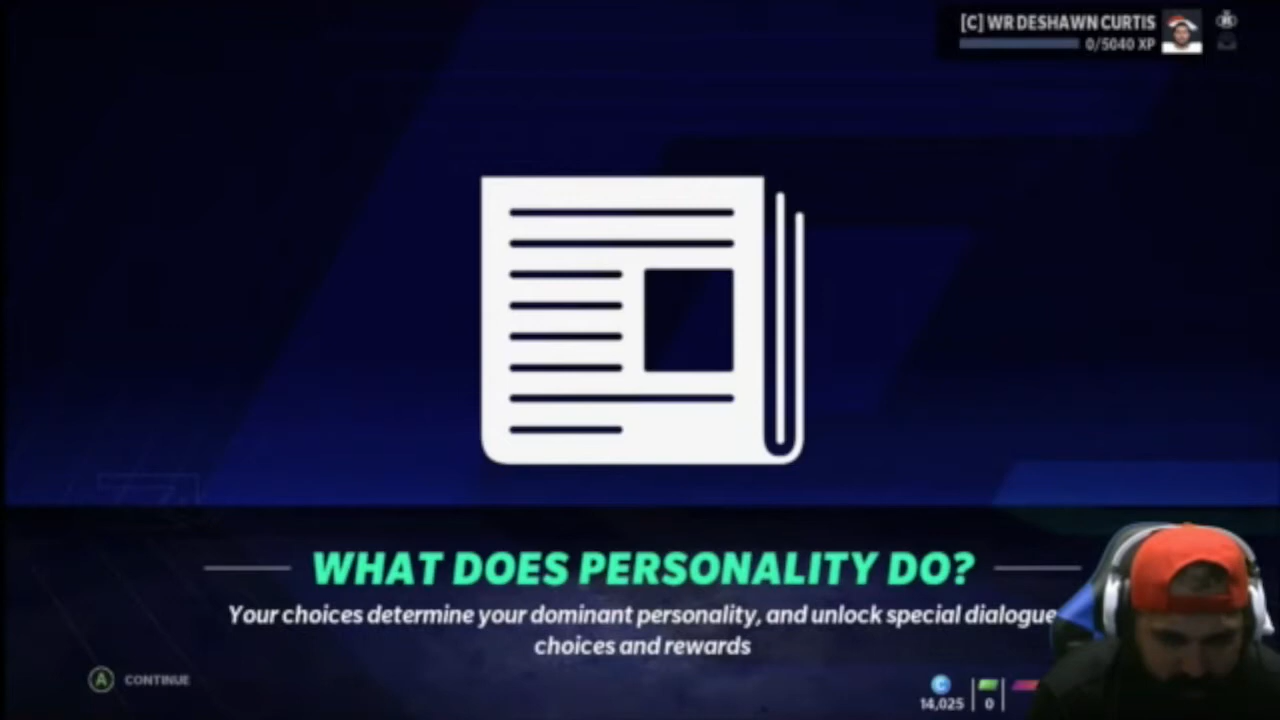 [C] WR DESHAWN CURTIS
0/5040 XP
WHAT DOES PERSONALITY DO?
Your choices determine your dominant personality, and unlock special dialogue
choices and rewards
A CONTINUE
C
14,025
0